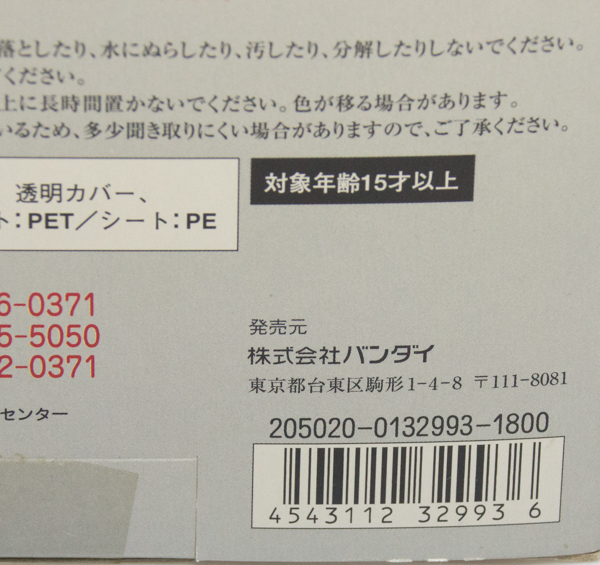 落としたり、水にぬらしたり、汚したり、分解したりしないでください。
ください。
上に長時間置かないでください。色が移る場合があります。
いるため、多少聞き取りにくい場合がありますので、ご了承ください。
対象年齢15才以上
透明カバー、
ト：PET／シート：PE
6-0371
5-5050
2-0371
センター
発売元
株式会社バンダイ
東京都台東区駒形1-4-8 〒111-8081
205020-0132993-1800
4543112 32993 6